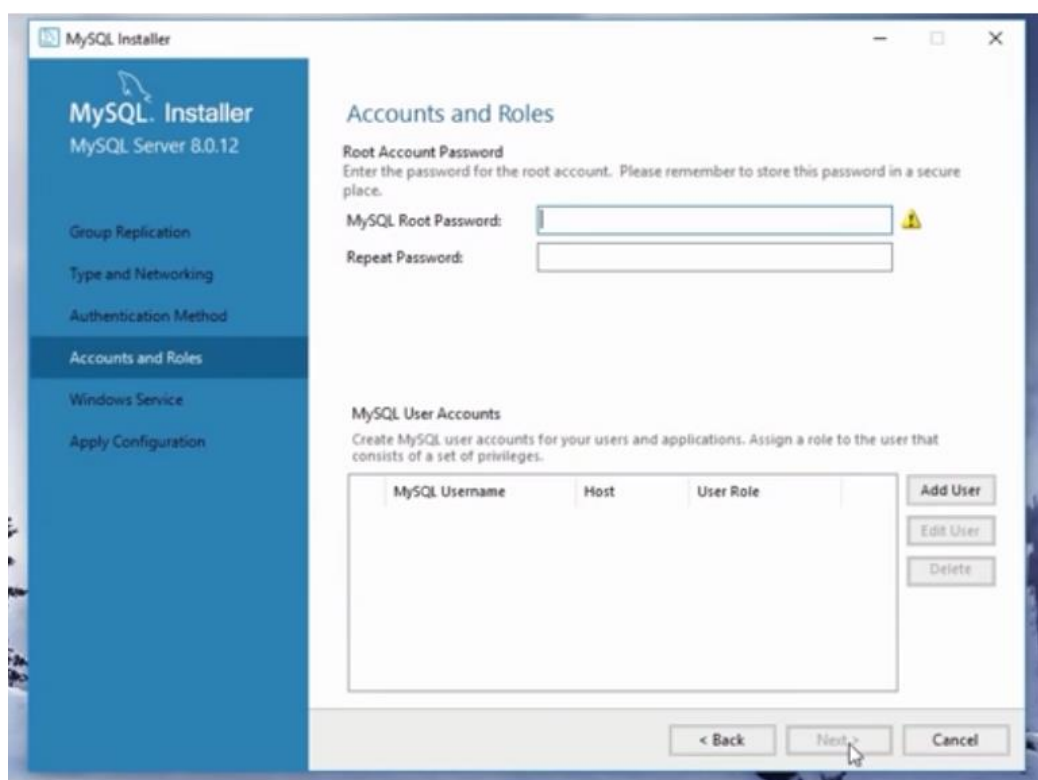 MySQL Installer
MySQL. Installer
MySQL Server 8.0.12
Group Replication
Type and Networking
Authentication Method
Accounts and Roles
Windows Service
Apply Configuration
Accounts and Roles
Root Account Password
Enter the password for the root account. Please remember to store this password in a secure
place.
MySQL Root Password:
Repeat Password:
MySQL User Accounts
Create MySQL user accounts for your users and applications. Assign a role to the user that
consists of a set of privileges.
MySQL Username Host User Role
Add User
Edit User
Delete
< Back Next > Cancel